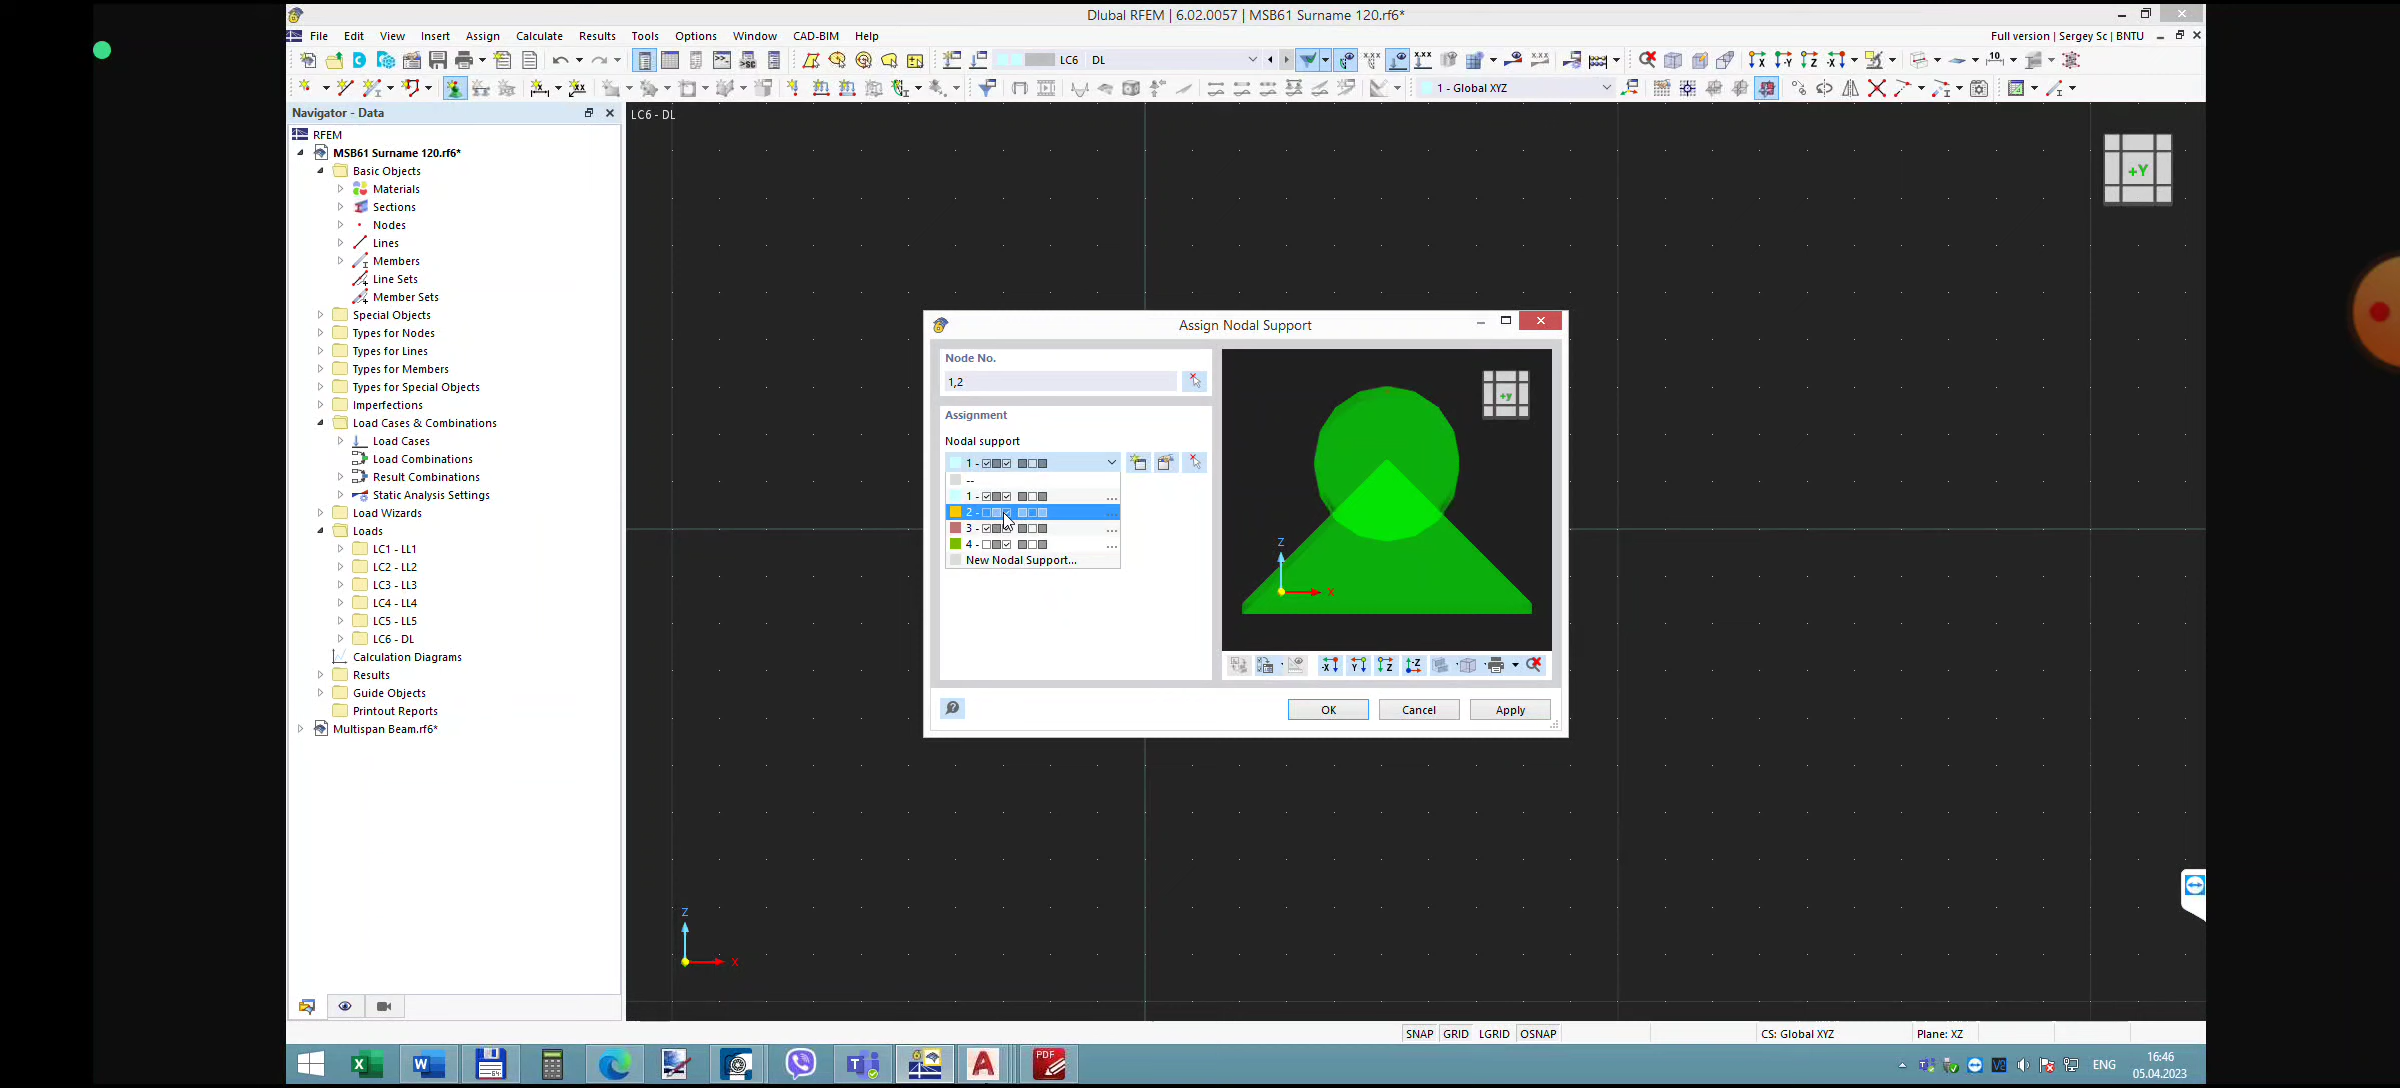 Dlubal RFEM | 6.02.0057 | MSB61 Surname 120.rf6*
File Edit View Insert Assign Calculate Results Tools Options Window CAD-BIM Help
Full version | Sergey Sc | BNTU
LC6 DL
1 - Global XYZ
Navigator - Data
RFEM
MSB61 Surname 120.rf6*
Basic Objects
Materials
Sections
Nodes
Lines
Members
Line Sets
Member Sets
Special Objects
Types for Nodes
Types for Lines
Types for Members
Types for Special Objects
Imperfections
Load Cases & Combinations
Load Cases
Load Combinations
Result Combinations
Static Analysis Settings
Load Wizards
Loads
LC1 - LL1
LC2 - LL2
LC3 - LL3
LC4 - LL4
LC5 - LL5
LC6 - DL
Calculation Diagrams
Results
Guide Objects
Printout Reports
Multispan Beam.rf6*
LC6 - DL
+Y
Assign Nodal Support
Node No.
1,2
Assignment
Nodal support
1 -
--
1 - ...
2 - ...
3 - ...
4 - ...
New Nodal Support...
+y
Z
X
OK Cancel Apply
Z
X
SNAP GRID LGRID OSNAP
CS: Global XYZ
Plane: XZ
PDF
ENG
16:46
05.04.2023